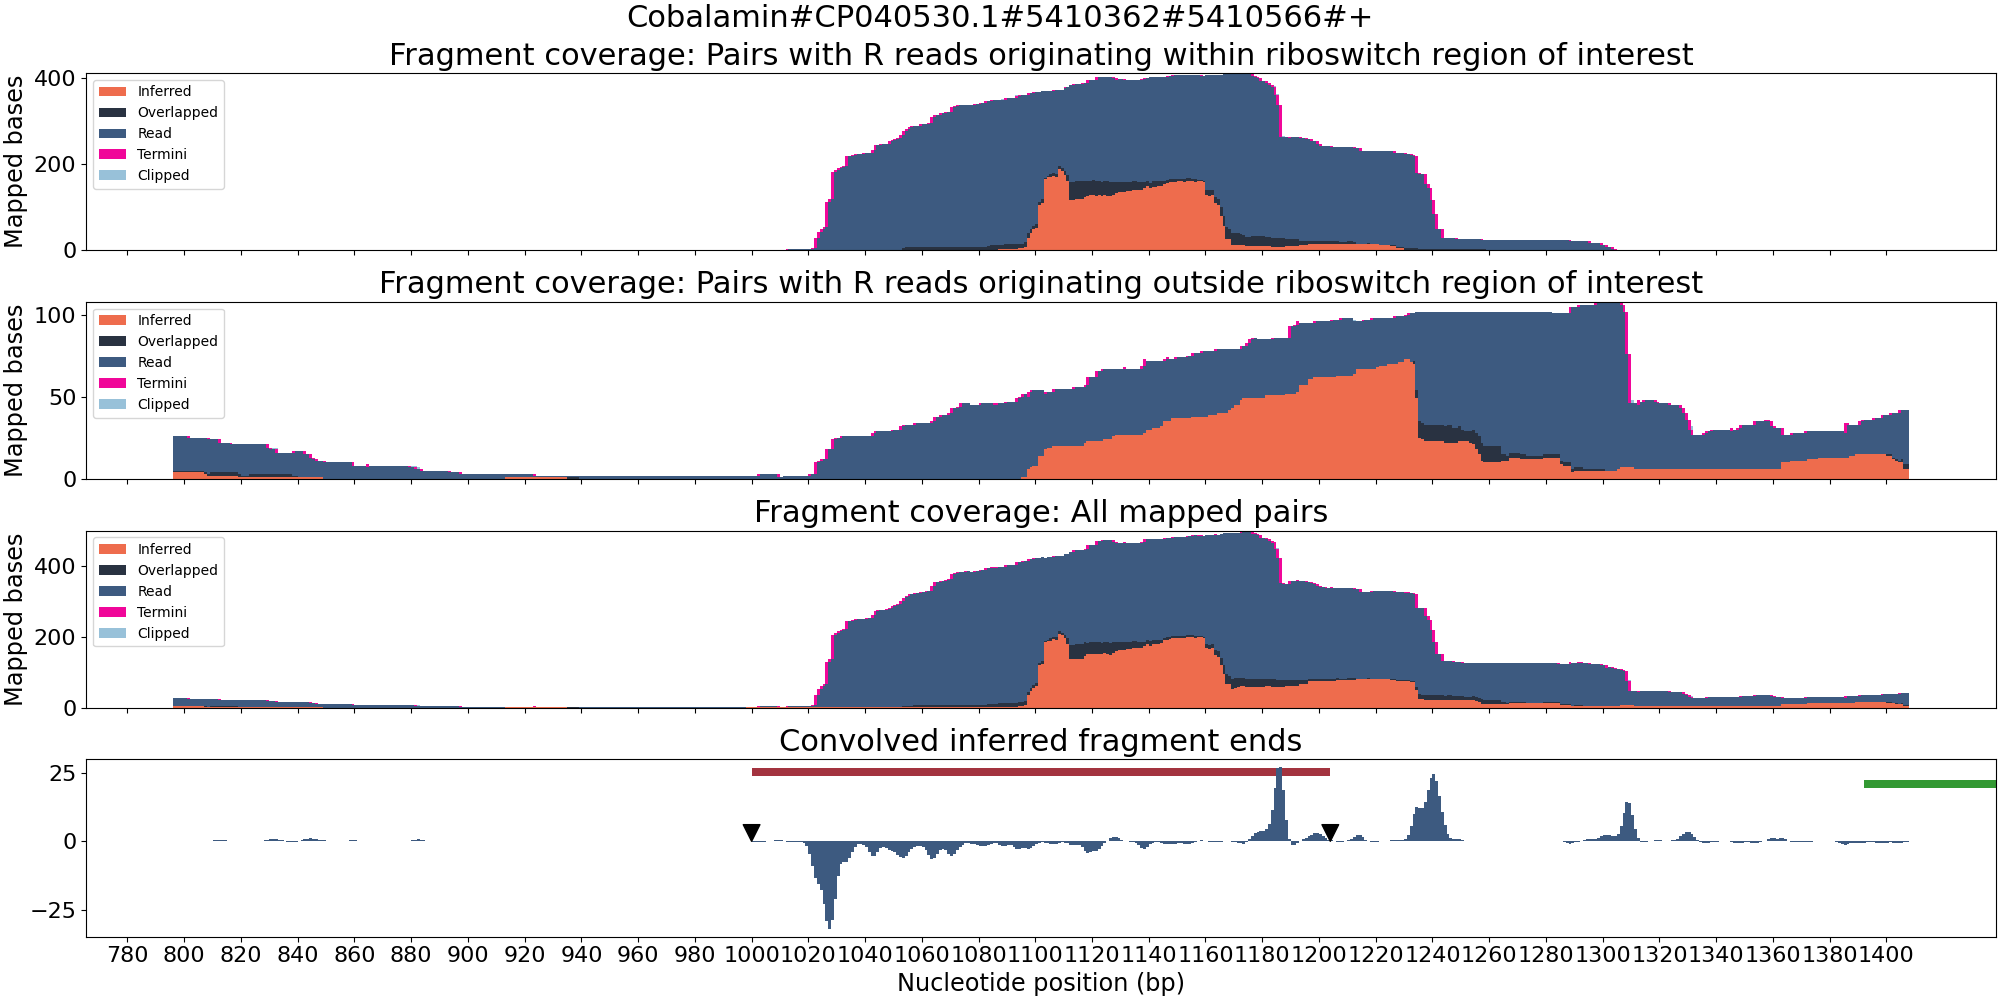 Cobalamin#CP040530.1#5410362#5410566#+
Fragment coverage: Pairs with R reads originating within riboswitch region of interest
Mapped bases
400
200
0
Inferred
Overlapped
Read
Termini
Clipped
Fragment coverage: Pairs with R reads originating outside riboswitch region of interest
Mapped bases
100
50
0
Inferred
Overlapped
Read
Termini
Clipped
Fragment coverage: All mapped pairs
Mapped bases
400
200
0
Inferred
Overlapped
Read
Termini
Clipped
Convolved inferred fragment ends
25
0
−25
780 800 820 840 860 880 900 920 940 960 980 1000 1020 1040 1060 1080 1100 1120 1140 1160 1180 1200 1220 1240 1260 1280 1300 1320 1340 1360 1380 1400
Nucleotide position (bp)